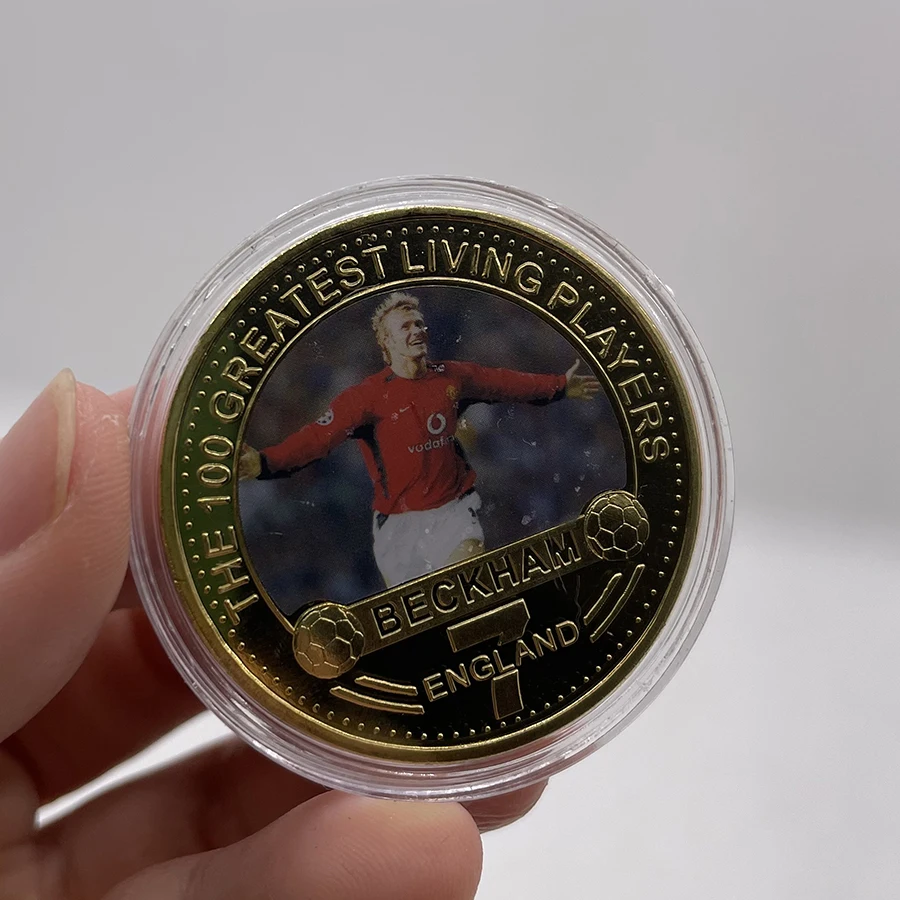 THE 100 GREATEST LIVING PLAYERS
vodafone
BECKHAM
7
ENGLAND